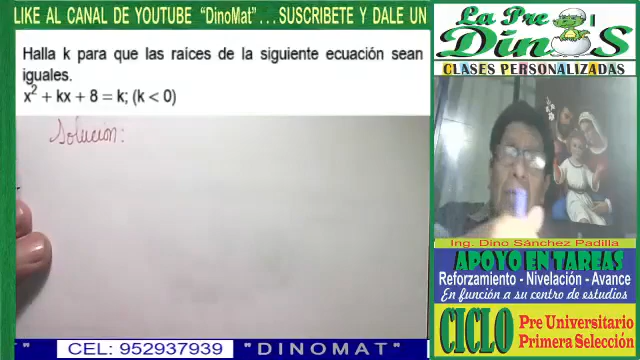 LIKE AL CANAL DE YOUTUBE “DinoMat”...SUSCRIBETE Y DALE UN
Halla k para que las raíces de la siguiente ecuación sean
iguales.
x² + kx + 8 = k; (k < 0)
Solución:
" CEL: 952937939 "DINOMAT"
La Pre
DinoS
CLASES PERSONALIZADAS
Ing. Dino Sánchez Padilla
APOYO EN TAREAS
Reforzamiento - Nivelación - Avance
En función a su centro de estudios
CICLO Pre Universitario
Primera Selección